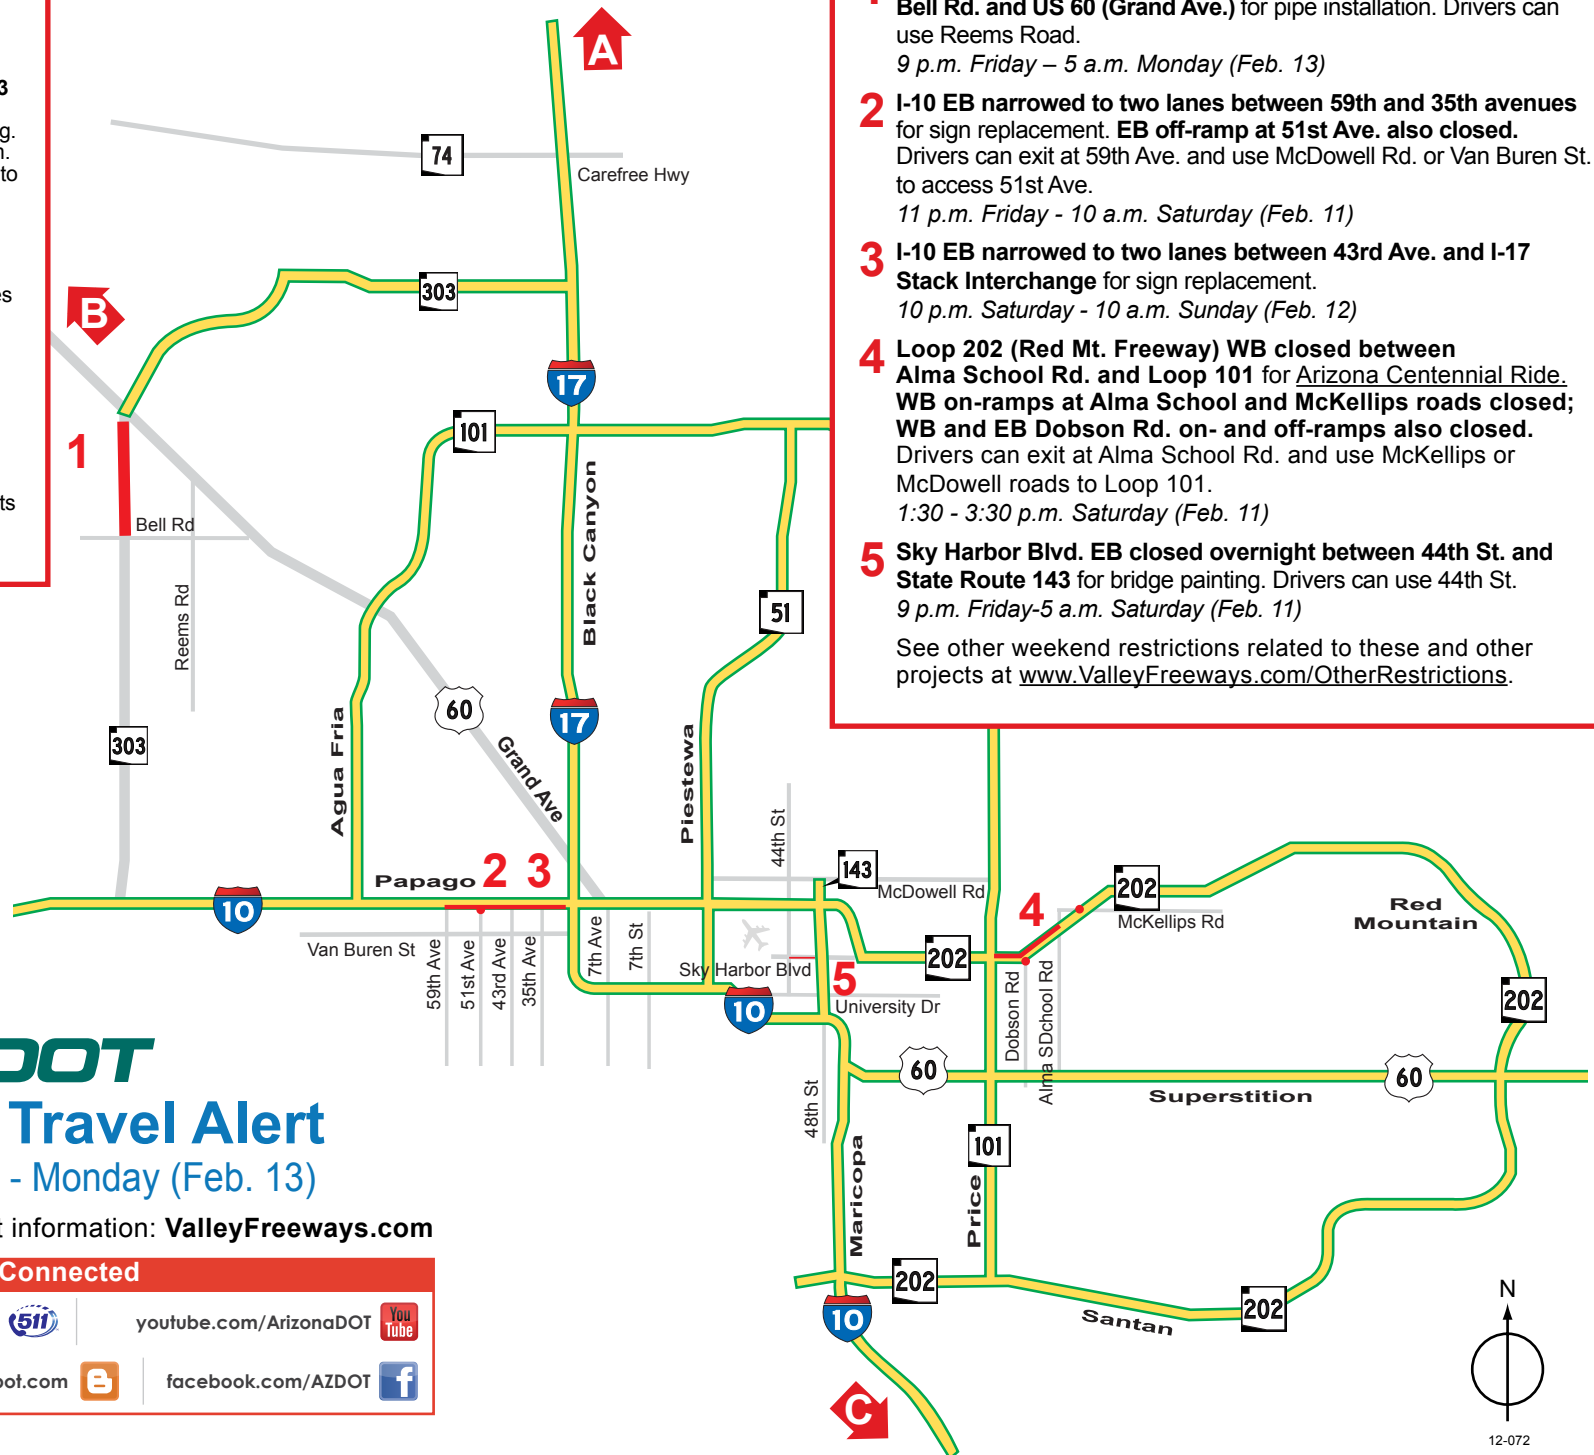 3
g.
n.
to
es
ts
Bell Rd. and US 60 (Grand Ave.) for pipe installation. Drivers can
use Reems Road.
9 p.m. Friday – 5 a.m. Monday (Feb. 13)
2 I-10 EB narrowed to two lanes between 59th and 35th avenues
for sign replacement. EB off-ramp at 51st Ave. also closed.
Drivers can exit at 59th Ave. and use McDowell Rd. or Van Buren St.
to access 51st Ave.
11 p.m. Friday - 10 a.m. Saturday (Feb. 11)
3 I-10 EB narrowed to two lanes between 43rd Ave. and I-17
Stack Interchange for sign replacement.
10 p.m. Saturday - 10 a.m. Sunday (Feb. 12)
4 Loop 202 (Red Mt. Freeway) WB closed between
Alma School Rd. and Loop 101 for Arizona Centennial Ride.
WB on-ramps at Alma School and McKellips roads closed;
WB and EB Dobson Rd. on- and off-ramps also closed.
Drivers can exit at Alma School Rd. and use McKellips or
McDowell roads to Loop 101.
1:30 - 3:30 p.m. Saturday (Feb. 11)
5 Sky Harbor Blvd. EB closed overnight between 44th St. and
State Route 143 for bridge painting. Drivers can use 44th St.
9 p.m. Friday-5 a.m. Saturday (Feb. 11)
See other weekend restrictions related to these and other
projects at www.ValleyFreeways.com/OtherRestrictions.
A
74
Carefree Hwy
303
B
17
101
1
Bell Rd
Black Canyon
Reems Rd
51
60
17
303
Agua Fria
Grand Ave
Piestewa
44th St
143
McDowell Rd
Papago
2
3
10
4
202
McKellips Rd
Red
Mountain
Van Buren St
59th Ave
51st Ave
43rd Ave
35th Ave
7th Ave
7th St
Sky Harbor Blvd
5
202
10
University Dr
Dobson Rd
Alma SDchool Rd
202
60
60
Superstition
48th St
101
Maricopa
Price
202
202
10
Santan
C
N
12-072
DOT
Travel Alert
- Monday (Feb. 13)
t information: ValleyFreeways.com
Connected
511
youtube.com/ArizonaDOT
You
Tube
oot.com
facebook.com/AZDOT
f